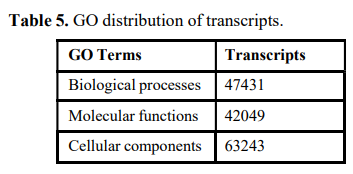 Table 5. GO distribution of transcripts.
GO Terms Transcripts
Biological processes 47431
Molecular functions 42049
Cellular components 63243